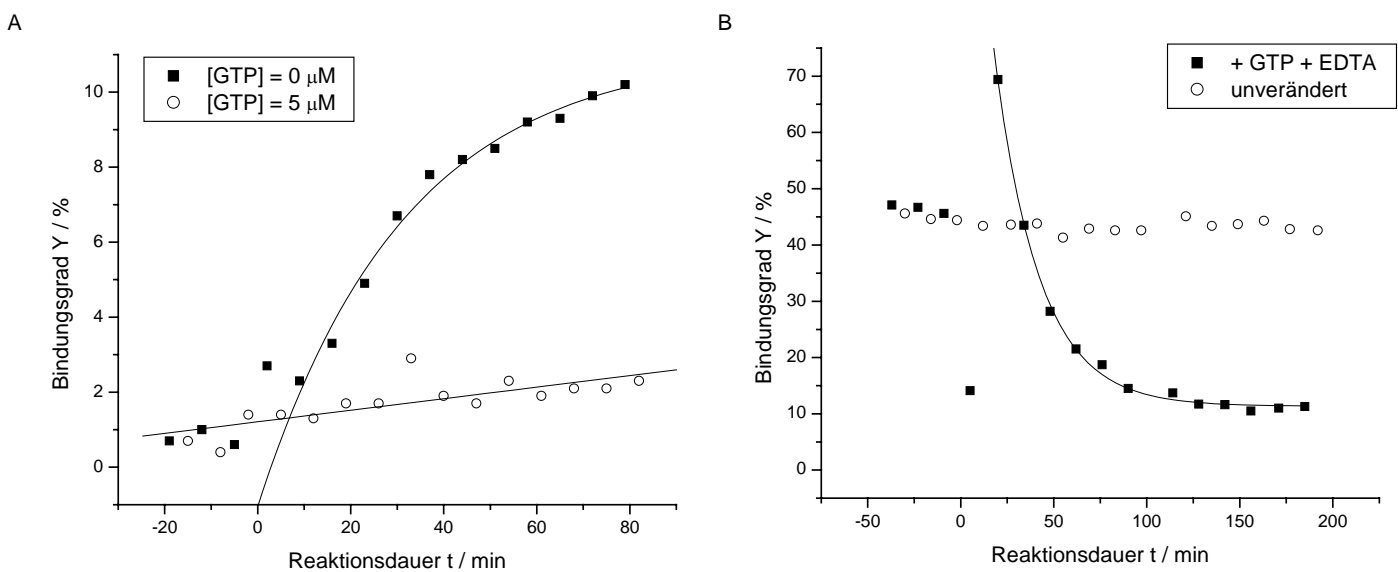 A
[GTP] = 0 μM
[GTP] = 5 μM
10
8
6
4
2
0
Bindungsgrad Y / %
-20 0 20 40 60 80
Reaktionsdauer t / min
B
+ GTP + EDTA
unverändert
70
60
50
40
30
20
10
0
Bindungsgrad Y / %
-50 0 50 100 150 200
Reaktionsdauer t / min